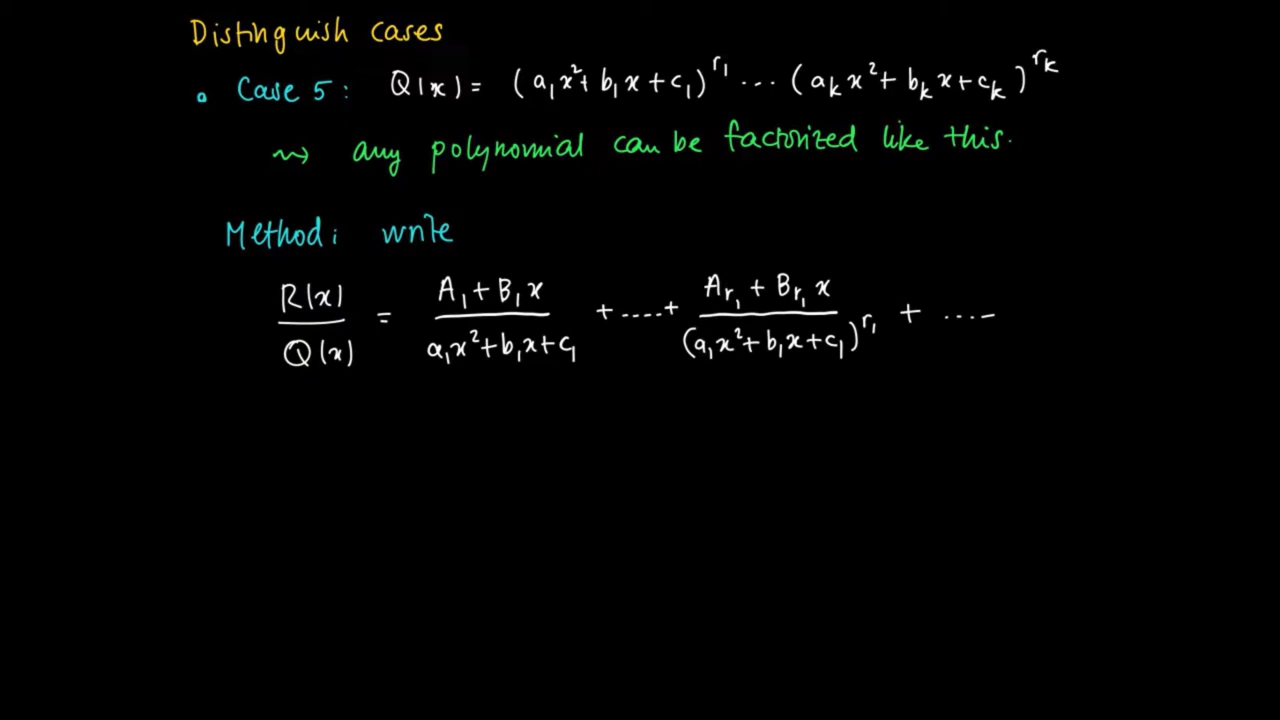 Distinguish cases
• Case 5: Q(x) = (a₁x²+ b₁x + c₁)^r₁ ... (aₖx² + bₖx + cₖ)^rₖ
⇝ any polynomial can be factorized like this.
Method: write
R(x)/Q(x) = (A₁ + B₁x)/(a₁x²+b₁x+c₁) + .... + (A_r₁ + B_r₁ x)/(a₁x²+b₁x+c₁)^r₁ + .....